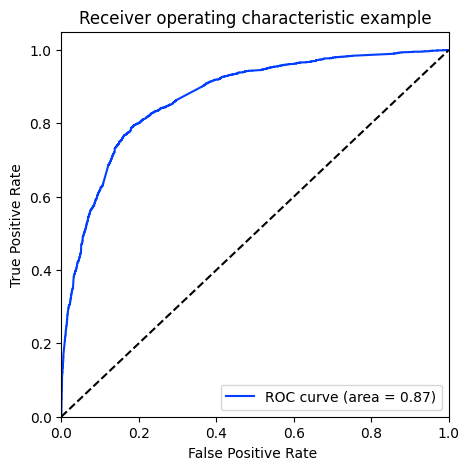 Receiver operating characteristic example
True Positive Rate
1.0
0.8
0.6
0.4
0.2
0.0
ROC curve (area = 0.87)
0.0 0.2 0.4 0.6 0.8 1.0
False Positive Rate